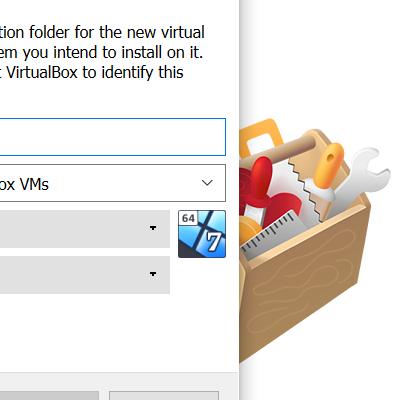 tion folder for the new virtual
em you intend to install on it.
VirtualBox to identify this
ox VMs
64
7